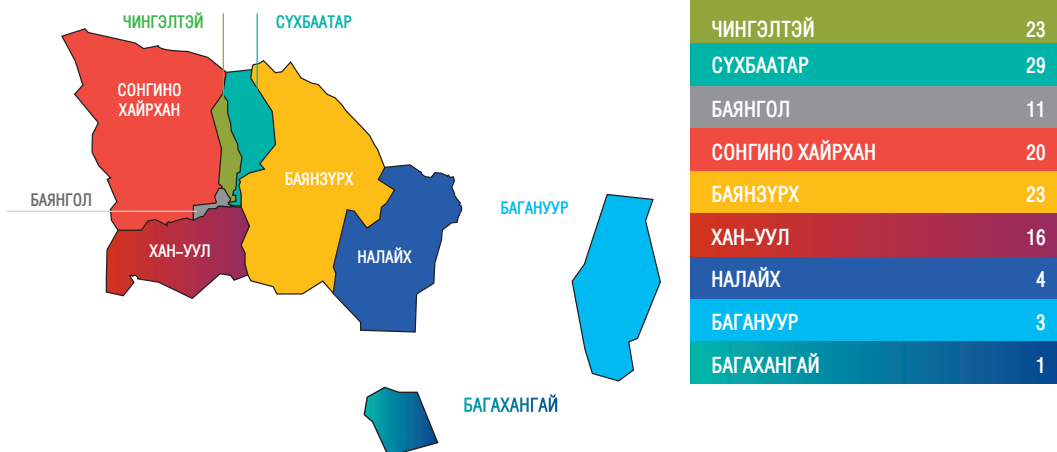 ЧИНГЭЛТЭЙ
СҮХБААТАР
СОНГИНО
ХАЙРХАН
БАЯНГОЛ
БАЯНЗҮРХ
ХАН–УУЛ
НАЛАЙХ
БАГАНУУР
БАГАХАНГАЙ
ЧИНГЭЛТЭЙ 23
СҮХБААТАР 29
БАЯНГОЛ 11
СОНГИНО ХАЙРХАН 20
БАЯНЗҮРХ 23
ХАН–УУЛ 16
НАЛАЙХ 4
БАГАНУУР 3
БАГАХАНГАЙ 1